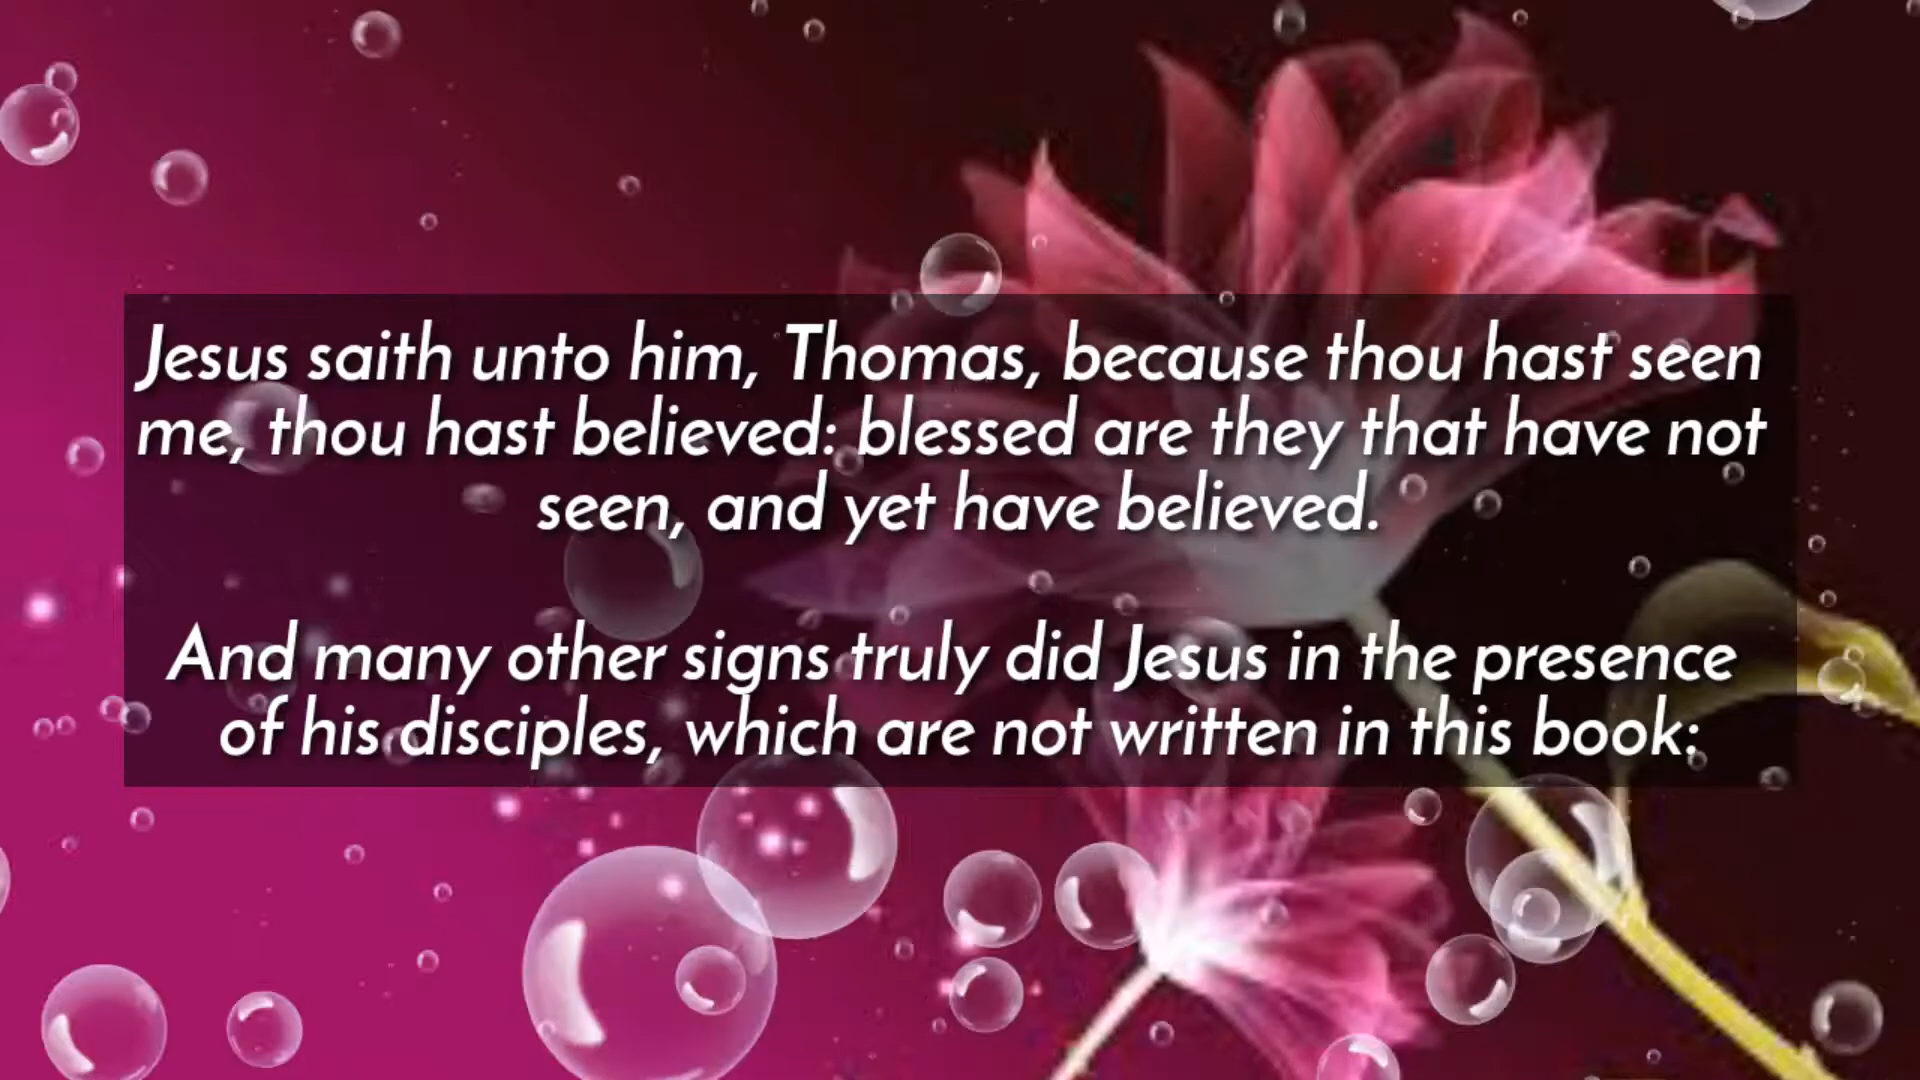 Jesus saith unto him, Thomas, because thou hast seen
me, thou hast believed: blessed are they that have not
seen, and yet have believed.
And many other signs truly did Jesus in the presence
of his disciples, which are not written in this book: